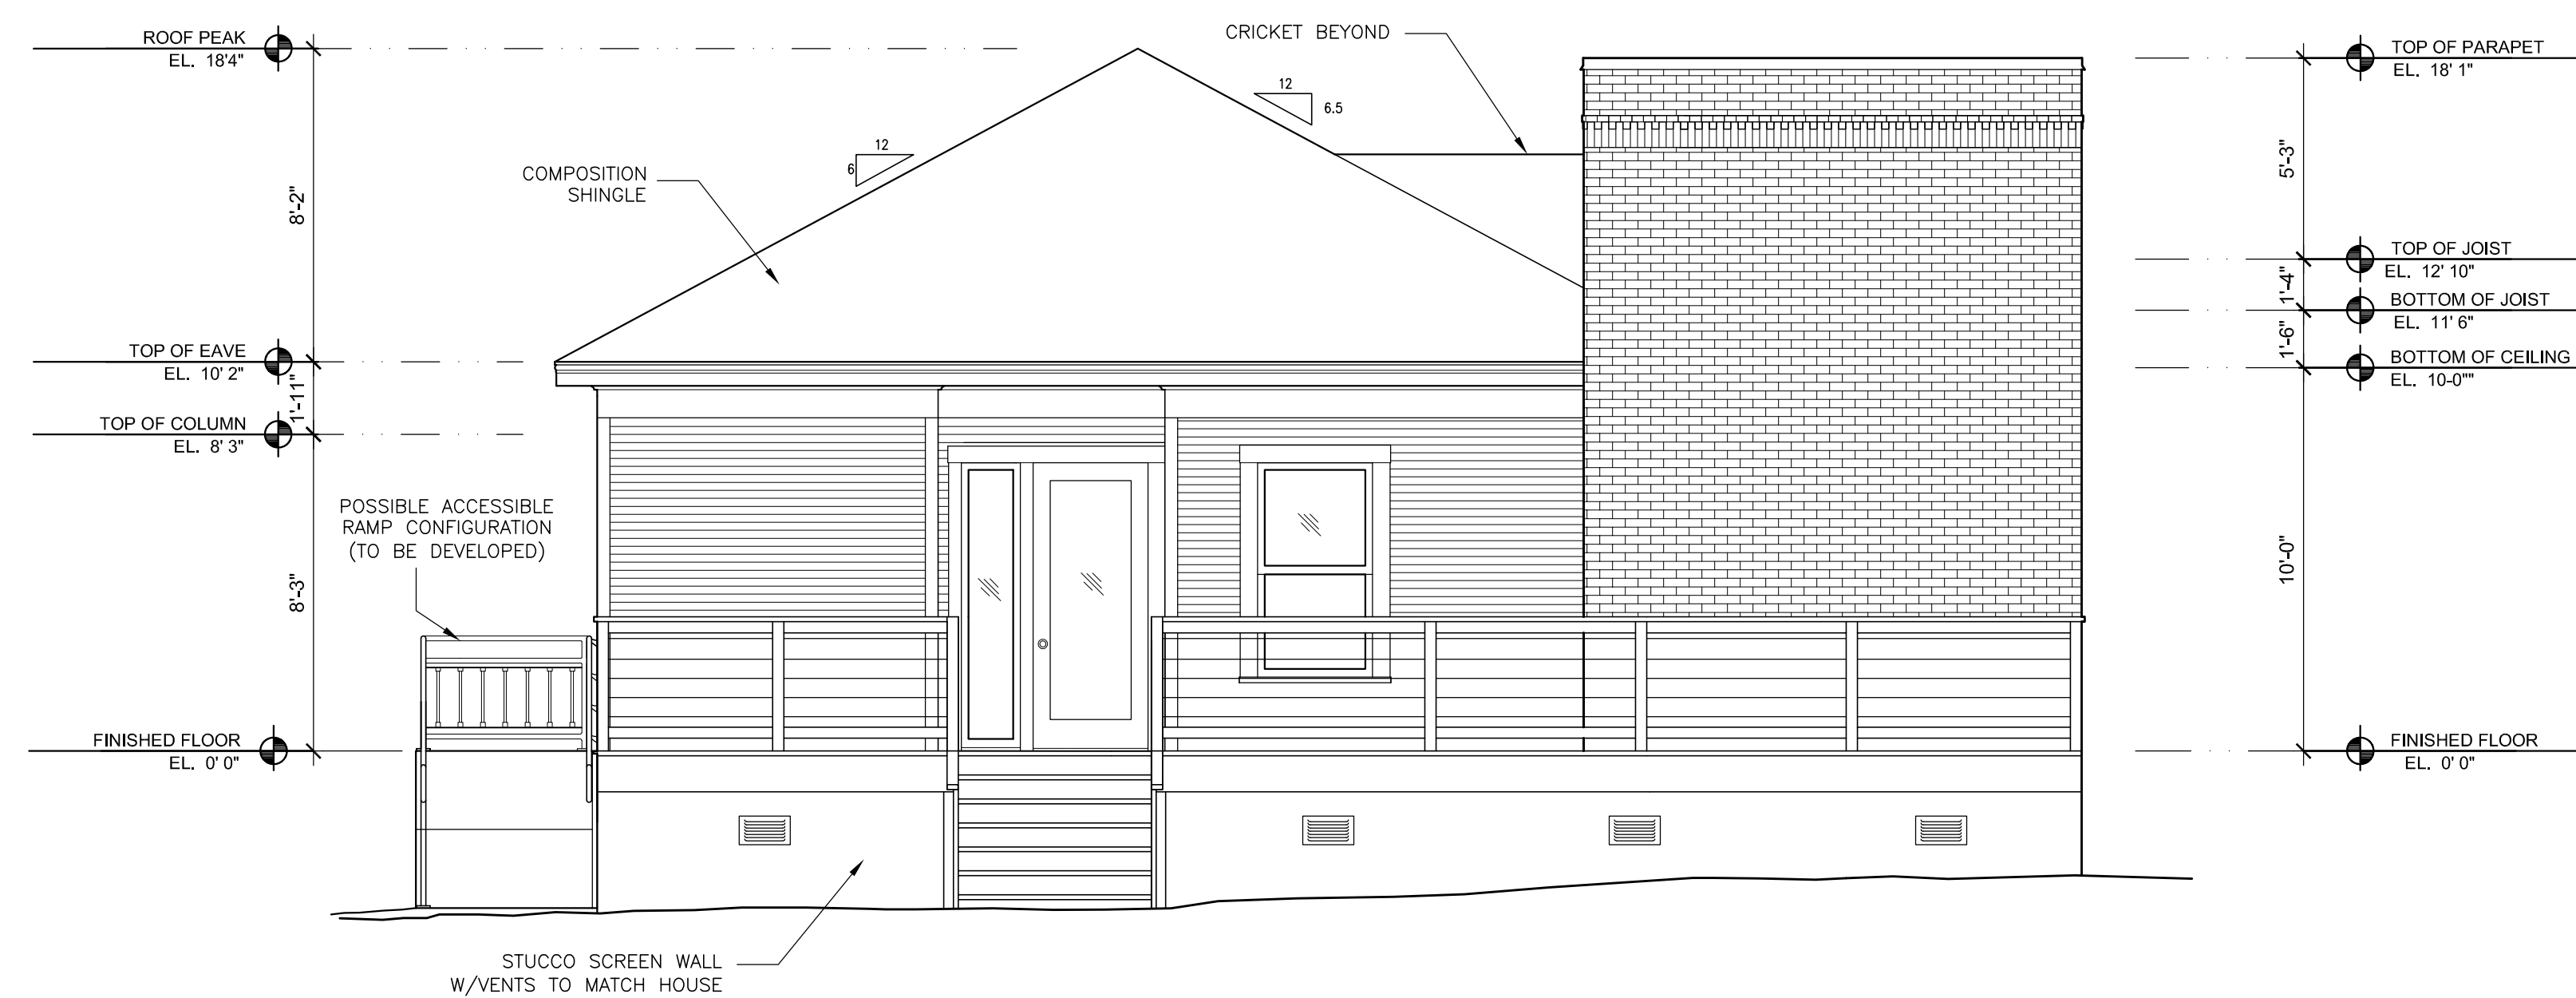 ROOF PEAK
EL. 18'4"
8'-2"
TOP OF EAVE
EL. 10' 2"
1'-11"
TOP OF COLUMN
EL. 8' 3"
8'-3"
FINISHED FLOOR
EL. 0' 0"
COMPOSITION
SHINGLE
12
6
POSSIBLE ACCESSIBLE
RAMP CONFIGURATION
(TO BE DEVELOPED)
STUCCO SCREEN WALL
W/VENTS TO MATCH HOUSE
CRICKET BEYOND
12
6.5
TOP OF PARAPET
EL. 18' 1"
5'-3"
TOP OF JOIST
EL. 12' 10"
1'-4"
BOTTOM OF JOIST
EL. 11' 6"
1'-6"
BOTTOM OF CEILING
EL. 10-0""
10'-0"
FINISHED FLOOR
EL. 0' 0"